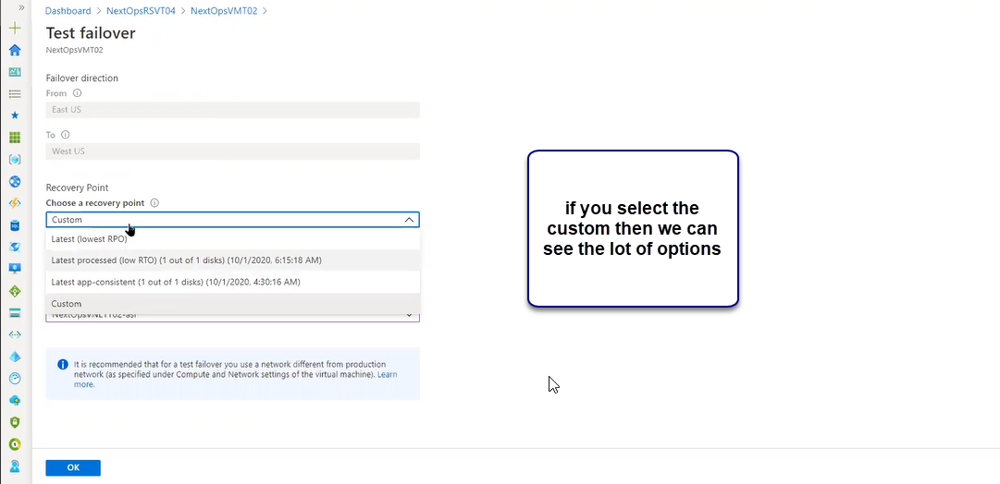 Dashboard > NextOpsRSVT04 > NextOpsVMT02 >
Test failover
NextOpsVMT02
Failover direction
From
East US
To
West US
Recovery Point
Choose a recovery point
Custom
Latest (lowest RPO)
Latest processed (low RTO) (1 out of 1 disks) (10/1/2020, 6:15:18 AM)
Latest app-consistent (1 out of 1 disks) (10/1/2020, 4:30:16 AM)
Custom
It is recommended that for a test failover you use a network different from production
network (as specified under Compute and Network settings of the virtual machine). Learn
more.
OK
if you select the
custom then we can
see the lot of options